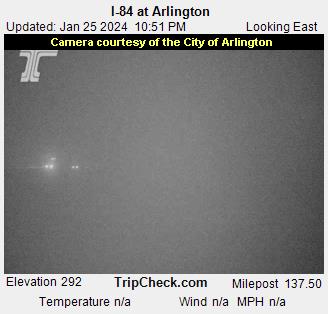 I-84 at Arlington
Updated: Jan 25 2024 10:51 PM Looking East
Camera courtesy of the City of Arlington
Elevation 292 TripCheck.com Milepost 137.50
Temperature n/a Wind n/a MPH n/a